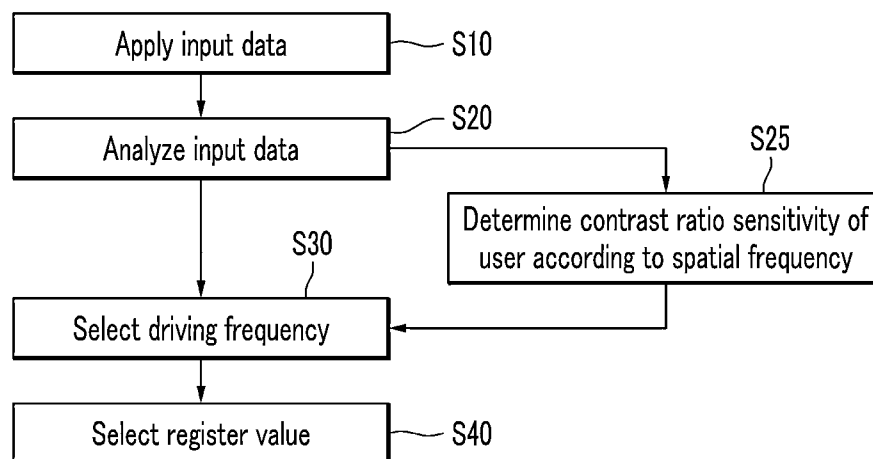 Apply input data
S10
S20
Analyze input data
S25
Determine contrast ratio sensitivity of
user according to spatial frequency
S30
Select driving frequency
Select register value
S40